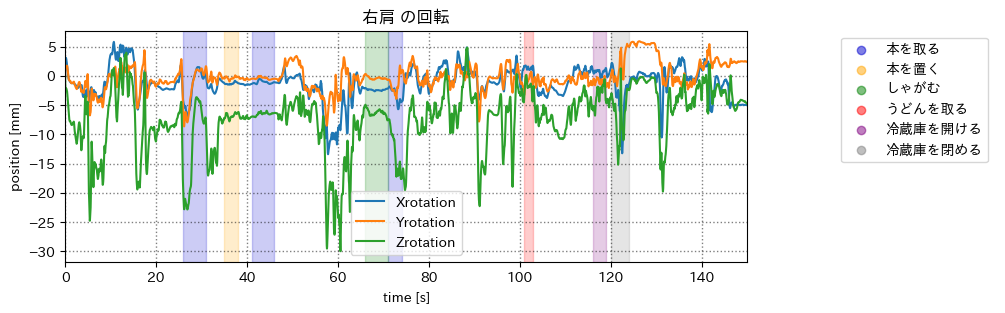 右肩 の回転
position [mm]
5
0
−5
−10
−15
−20
−25
−30
0 20 40 60 80 100 120 140
time [s]
Xrotation
Yrotation
Zrotation
本を取る
本を置く
しゃがむ
うどんを取る
冷蔵庫を開ける
冷蔵庫を閉める